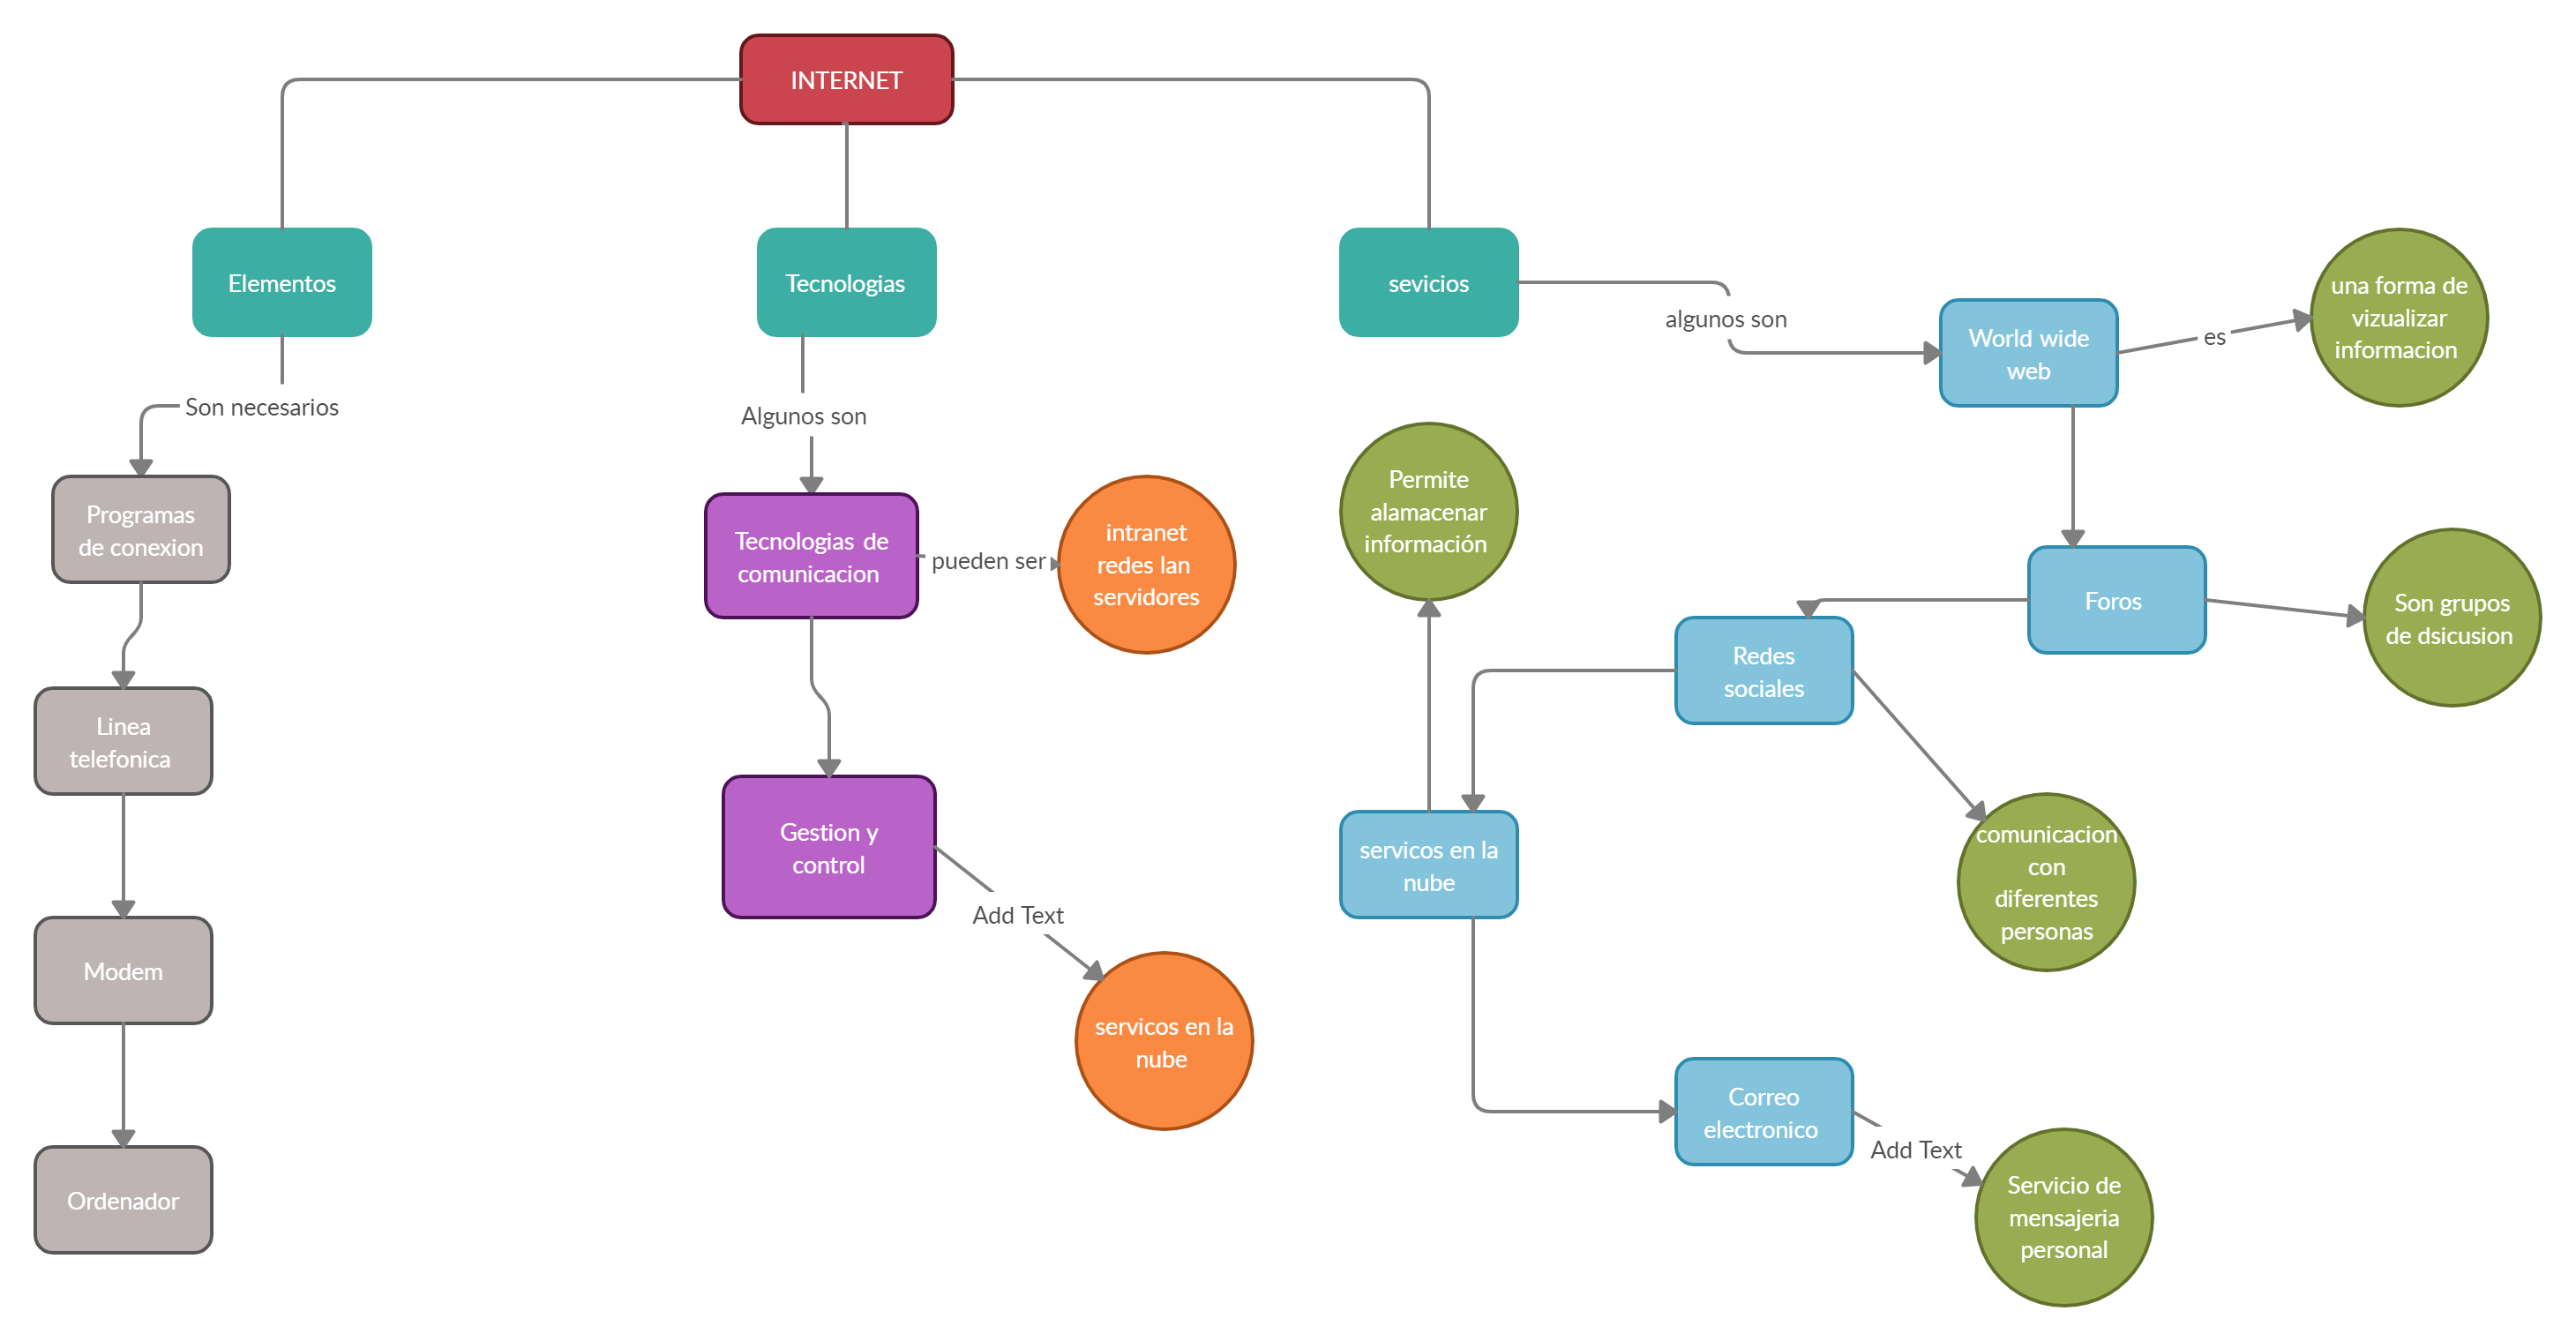 INTERNET
Elementos
Tecnologias
sevicios
algunos son
World wide
web
es
una forma de
vizualizar
informacion
Son necesarios
Algunos son
Programas
de conexion
Tecnologias de
comunicacion
pueden ser
intranet
redes lan
servidores
Permite
alamacenar
información
Foros
Son grupos
de dsicusion
Redes
sociales
Linea
telefonica
Gestion y
control
servicos en la
nube
comunicacion
con
diferentes
personas
Add Text
Modem
servicos en la
nube
Correo
electronico
Add Text
Ordenador
Servicio de
mensajeria
personal